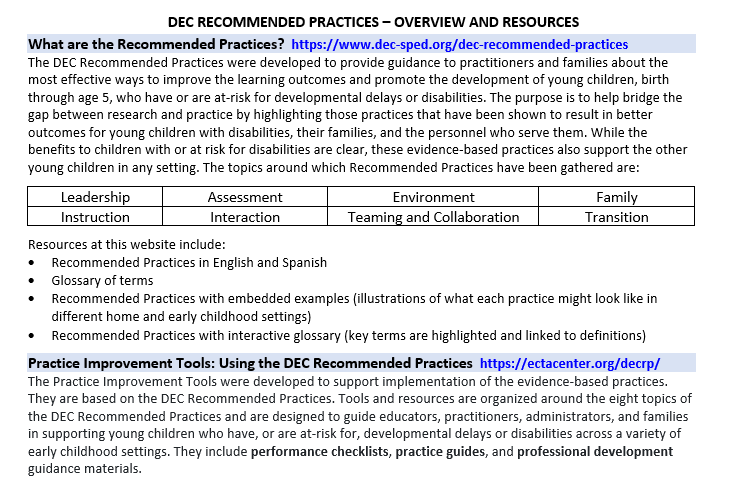 DEC RECOMMENDED PRACTICES – OVERVIEW AND RESOURCES
What are the Recommended Practices? https://www.dec-sped.org/dec-recommended-practices
The DEC Recommended Practices were developed to provide guidance to practitioners and families about the
most effective ways to improve the learning outcomes and promote the development of young children, birth
through age 5, who have or are at-risk for developmental delays or disabilities. The purpose is to help bridge the
gap between research and practice by highlighting those practices that have been shown to result in better
outcomes for young children with disabilities, their families, and the personnel who serve them. While the
benefits to children with or at risk for disabilities are clear, these evidence-based practices also support the other
young children in any setting. The topics around which Recommended Practices have been gathered are:
Leadership Assessment Environment Family
Instruction Interaction Teaming and Collaboration Transition
Resources at this website include:
• Recommended Practices in English and Spanish
• Glossary of terms
• Recommended Practices with embedded examples (illustrations of what each practice might look like in
different home and early childhood settings)
• Recommended Practices with interactive glossary (key terms are highlighted and linked to definitions)
Practice Improvement Tools: Using the DEC Recommended Practices https://ectacenter.org/decrp/
The Practice Improvement Tools were developed to support implementation of the evidence-based practices.
They are based on the DEC Recommended Practices. Tools and resources are organized around the eight topics of
the DEC Recommended Practices and are designed to guide educators, practitioners, administrators, and families
in supporting young children who have, or are at-risk for, developmental delays or disabilities across a variety of
early childhood settings. They include performance checklists, practice guides, and professional development
guidance materials.